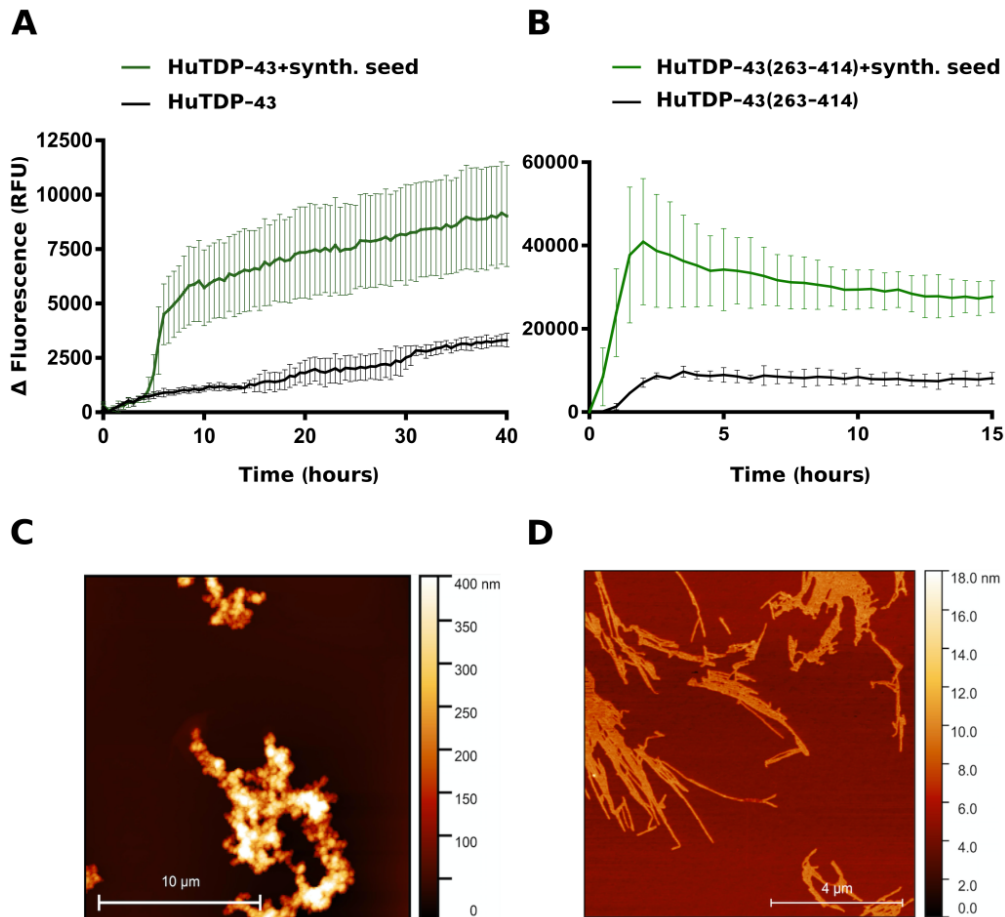 A
HuTDP-43+synth. seed
HuTDP-43
Δ Fluorescence (RFU)
12500
10000
7500
5000
2500
0
0 10 20 30 40
Time (hours)
B
HuTDP-43(263-414)+synth. seed
HuTDP-43(263-414)
60000
40000
20000
0
0 5 10 15
Time (hours)
C
10 µm
400 nm
350
300
250
200
150
100
50
0
D
4 µm
18.0 nm
16.0
14.0
12.0
10.0
8.0
6.0
4.0
2.0
0.0